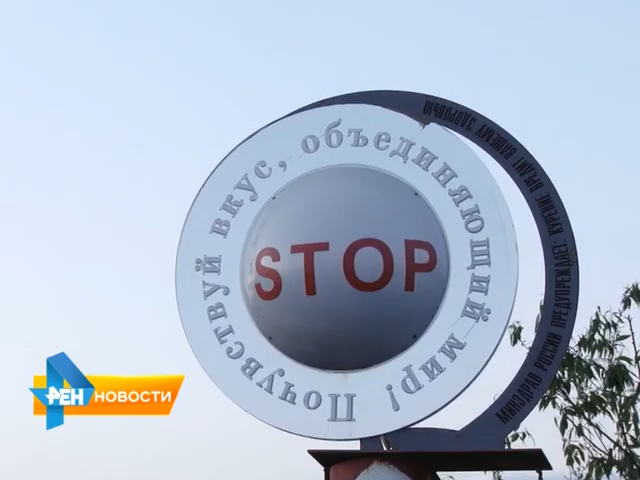 Почувствуй вкус, объединяющий мир!
STOP
МИНЗДРАВ РОССИИ ПРЕДУПРЕЖДАЕТ: КУРЕНИЕ ВРЕДИТ ВАШЕМУ ЗДОРОВЬЮ
РЕН НОВОСТИ